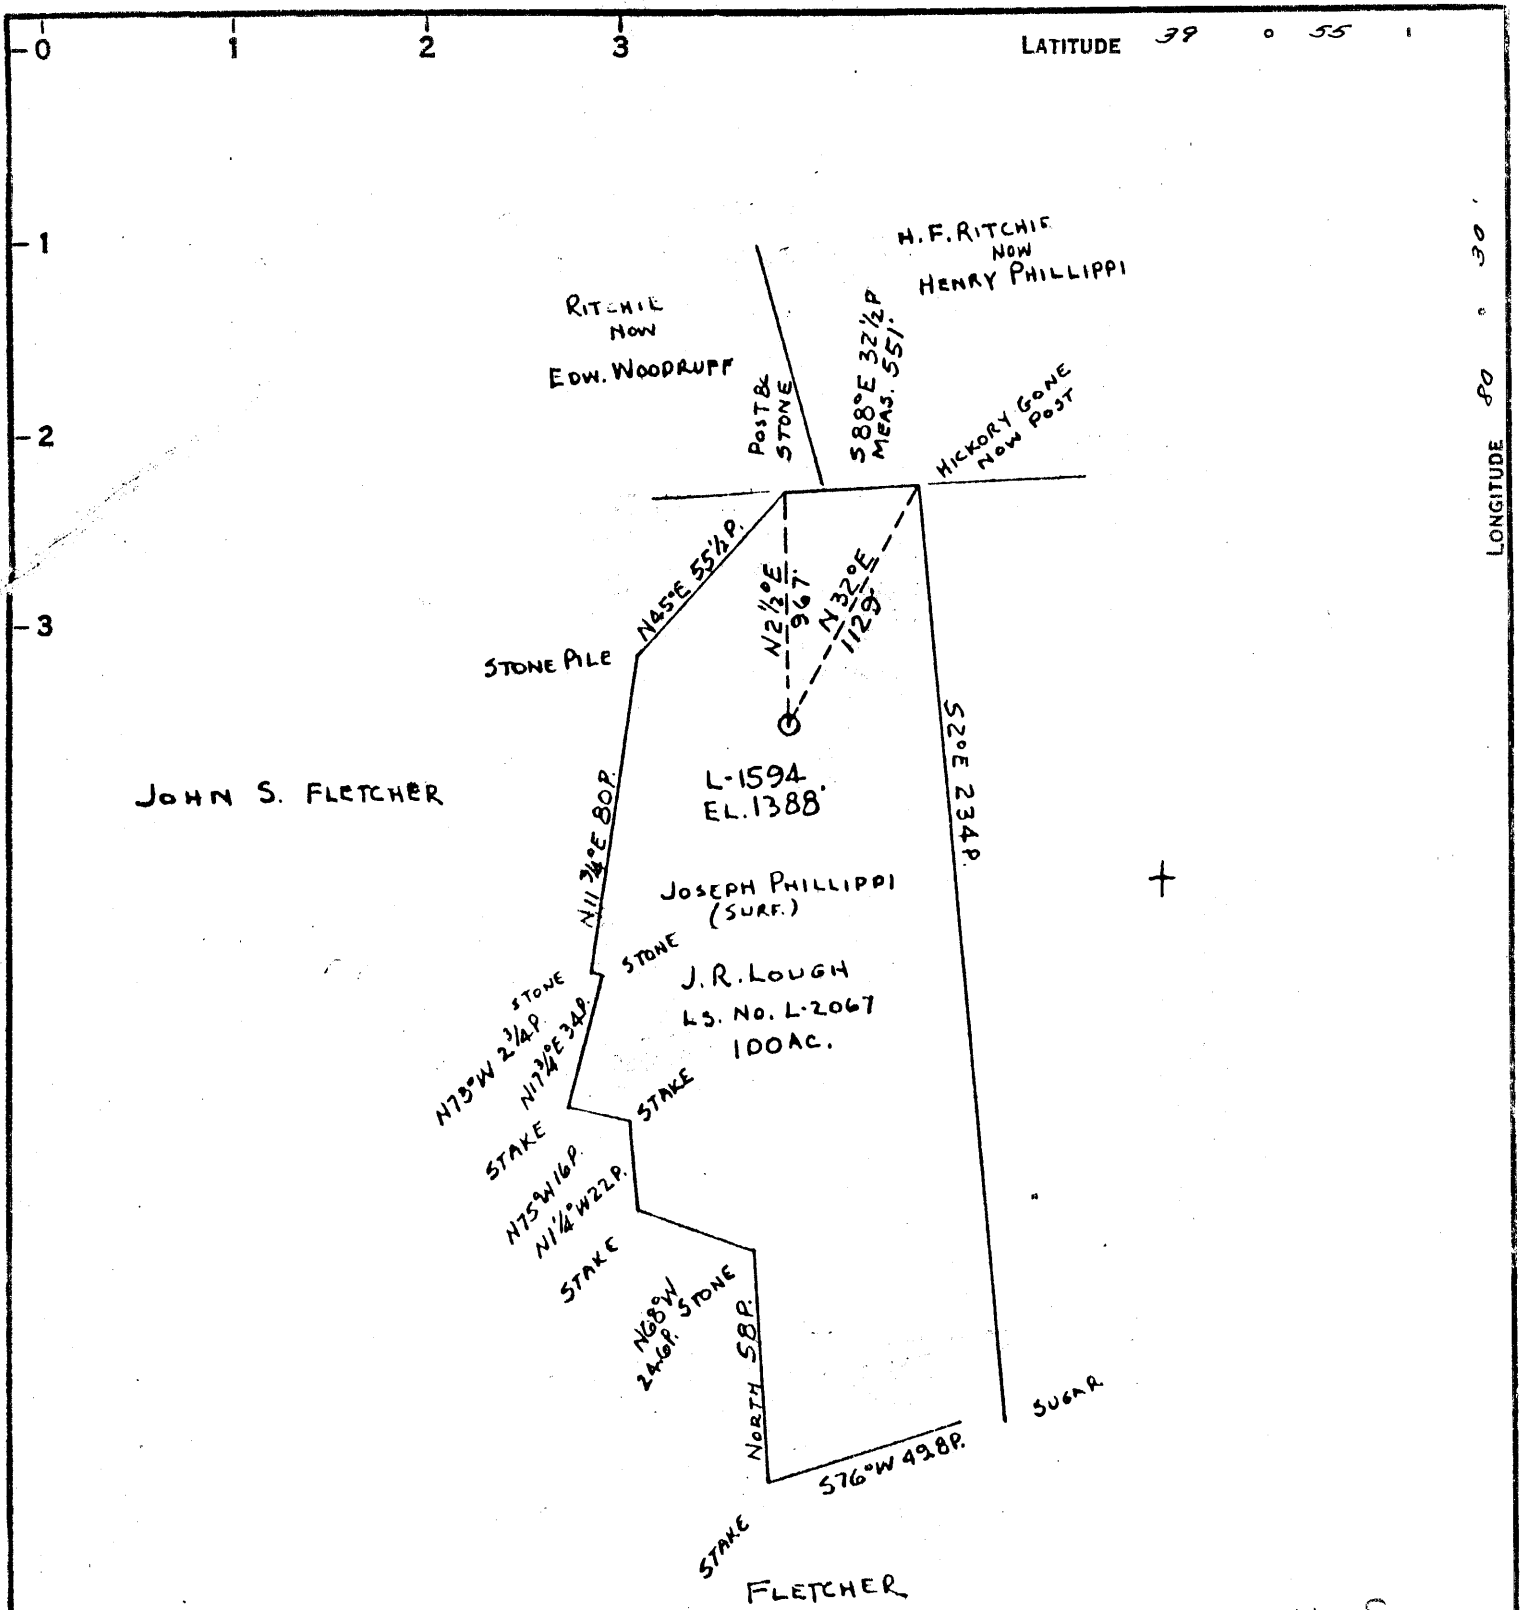 0 1 2 3
LATITUDE 39 ° 55 '
1
2
3
LONGITUDE 80 ° 30 '
H.F. RITCHIE
NOW
HENRY PHILLIPPI
RITCHIE
NOW
EDW. WOODRUFF
POST &
STONE
S88°E 32½P
MEAS. 551'
HICKORY GONE
NOW POST
N45°E 55½P.
N2½°E
967'
N32°E
1129'
STONE PILE
S2°E 234P.
JOHN S. FLETCHER
L-1594
EL. 1388'
N11¾°E 80P.
JOSEPH PHILLIPPI
(SURF.)
STONE
STONE
J.R. LOUGH
LS. No. L-2067
100AC.
N73°W 2¾P.
N17¾°E 34P.
STAKE
STAKE
N75°W 16P.
N1¼°W 22P.
STAKE
N68°W
24.6P.
STONE
NORTH 58P.
SUGAR
S76°W 49.8P.
STAKE
FLETCHER